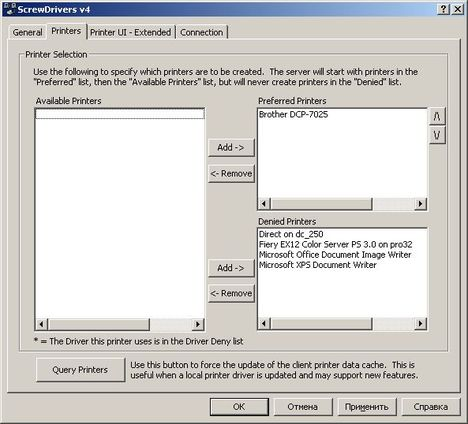 ScrewDrivers v4
General
Printers
Printer UI - Extended
Connection
Printer Selection
Use the following to specify which printers are to be created. The server will start with printers in the
"Preferred" list, then the "Available Printers" list, but will never create printers in the "Denied" list.
Available Printers
Preferred Printers
Brother DCP-7025
/\
\/
Add ->
<- Remove
Denied Printers
Direct on dc_250
Fiery EX12 Color Server PS 3.0 on pro32
Microsoft Office Document Image Writer
Microsoft XPS Document Writer
Add ->
<- Remove
* = The Driver this printer uses is in the Driver Deny list
Query Printers
Use this button to force the update of the client printer data cache. This is
useful when a local printer driver is updated and may support new features.
OK
Отмена
Применить
Справка